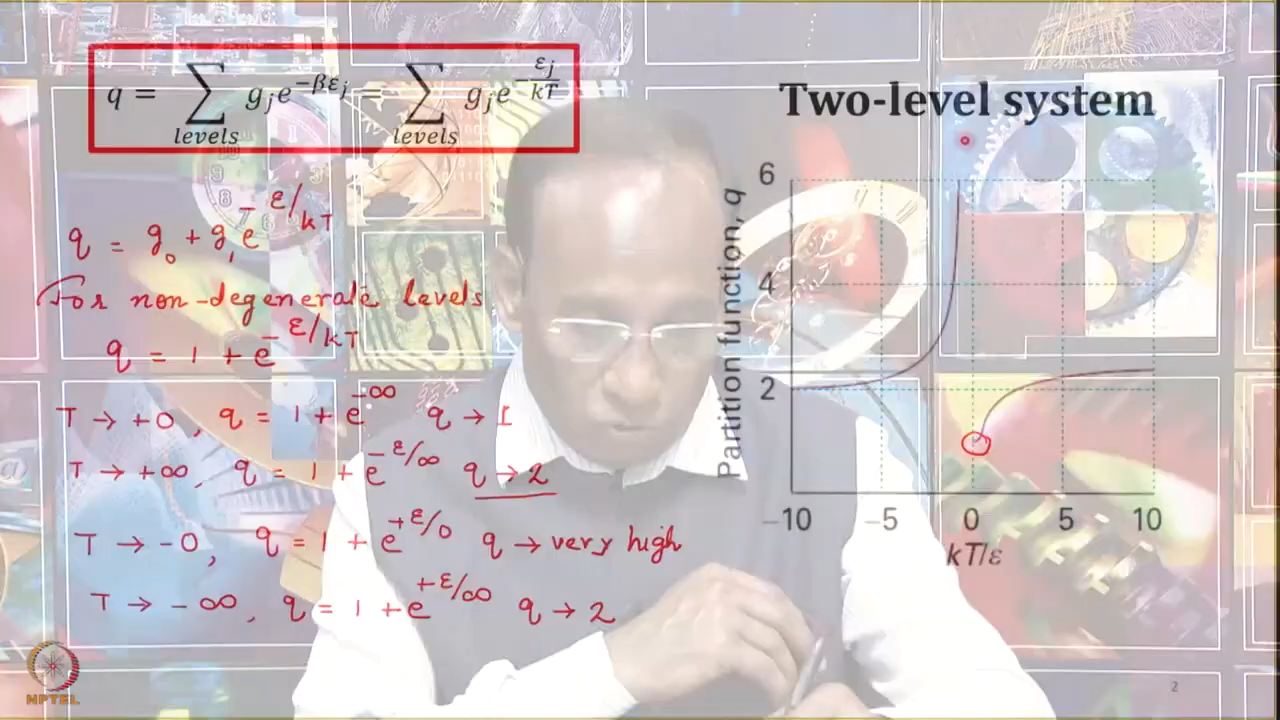 q = ∑ levels g_j e^{-βε_j} = ∑ levels g_j e^{-ε_j/kT}
Two-level system
q = g_0 + g_1 e^{-ε/kT}
For non-degenerate levels
q = 1 + e^{-ε/kT}
T → +0, q = 1 + e^{-∞} q → 1
T → +∞, q = 1 + e^{-ε/∞} q → 2
T → -0, q = 1 + e^{+ε/0} q → very high
T → -∞, q = 1 + e^{+ε/∞} q → 2
Partition function, q
6
4
2
-10 -5 0 5 10
kT/ε
NPTEL
2